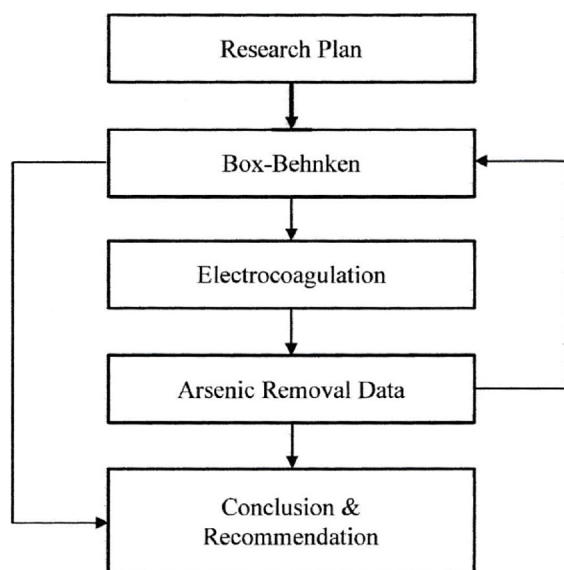 Research Plan
Box-Behnken
Electrocoagulation
Arsenic Removal Data
Conclusion &
Recommendation